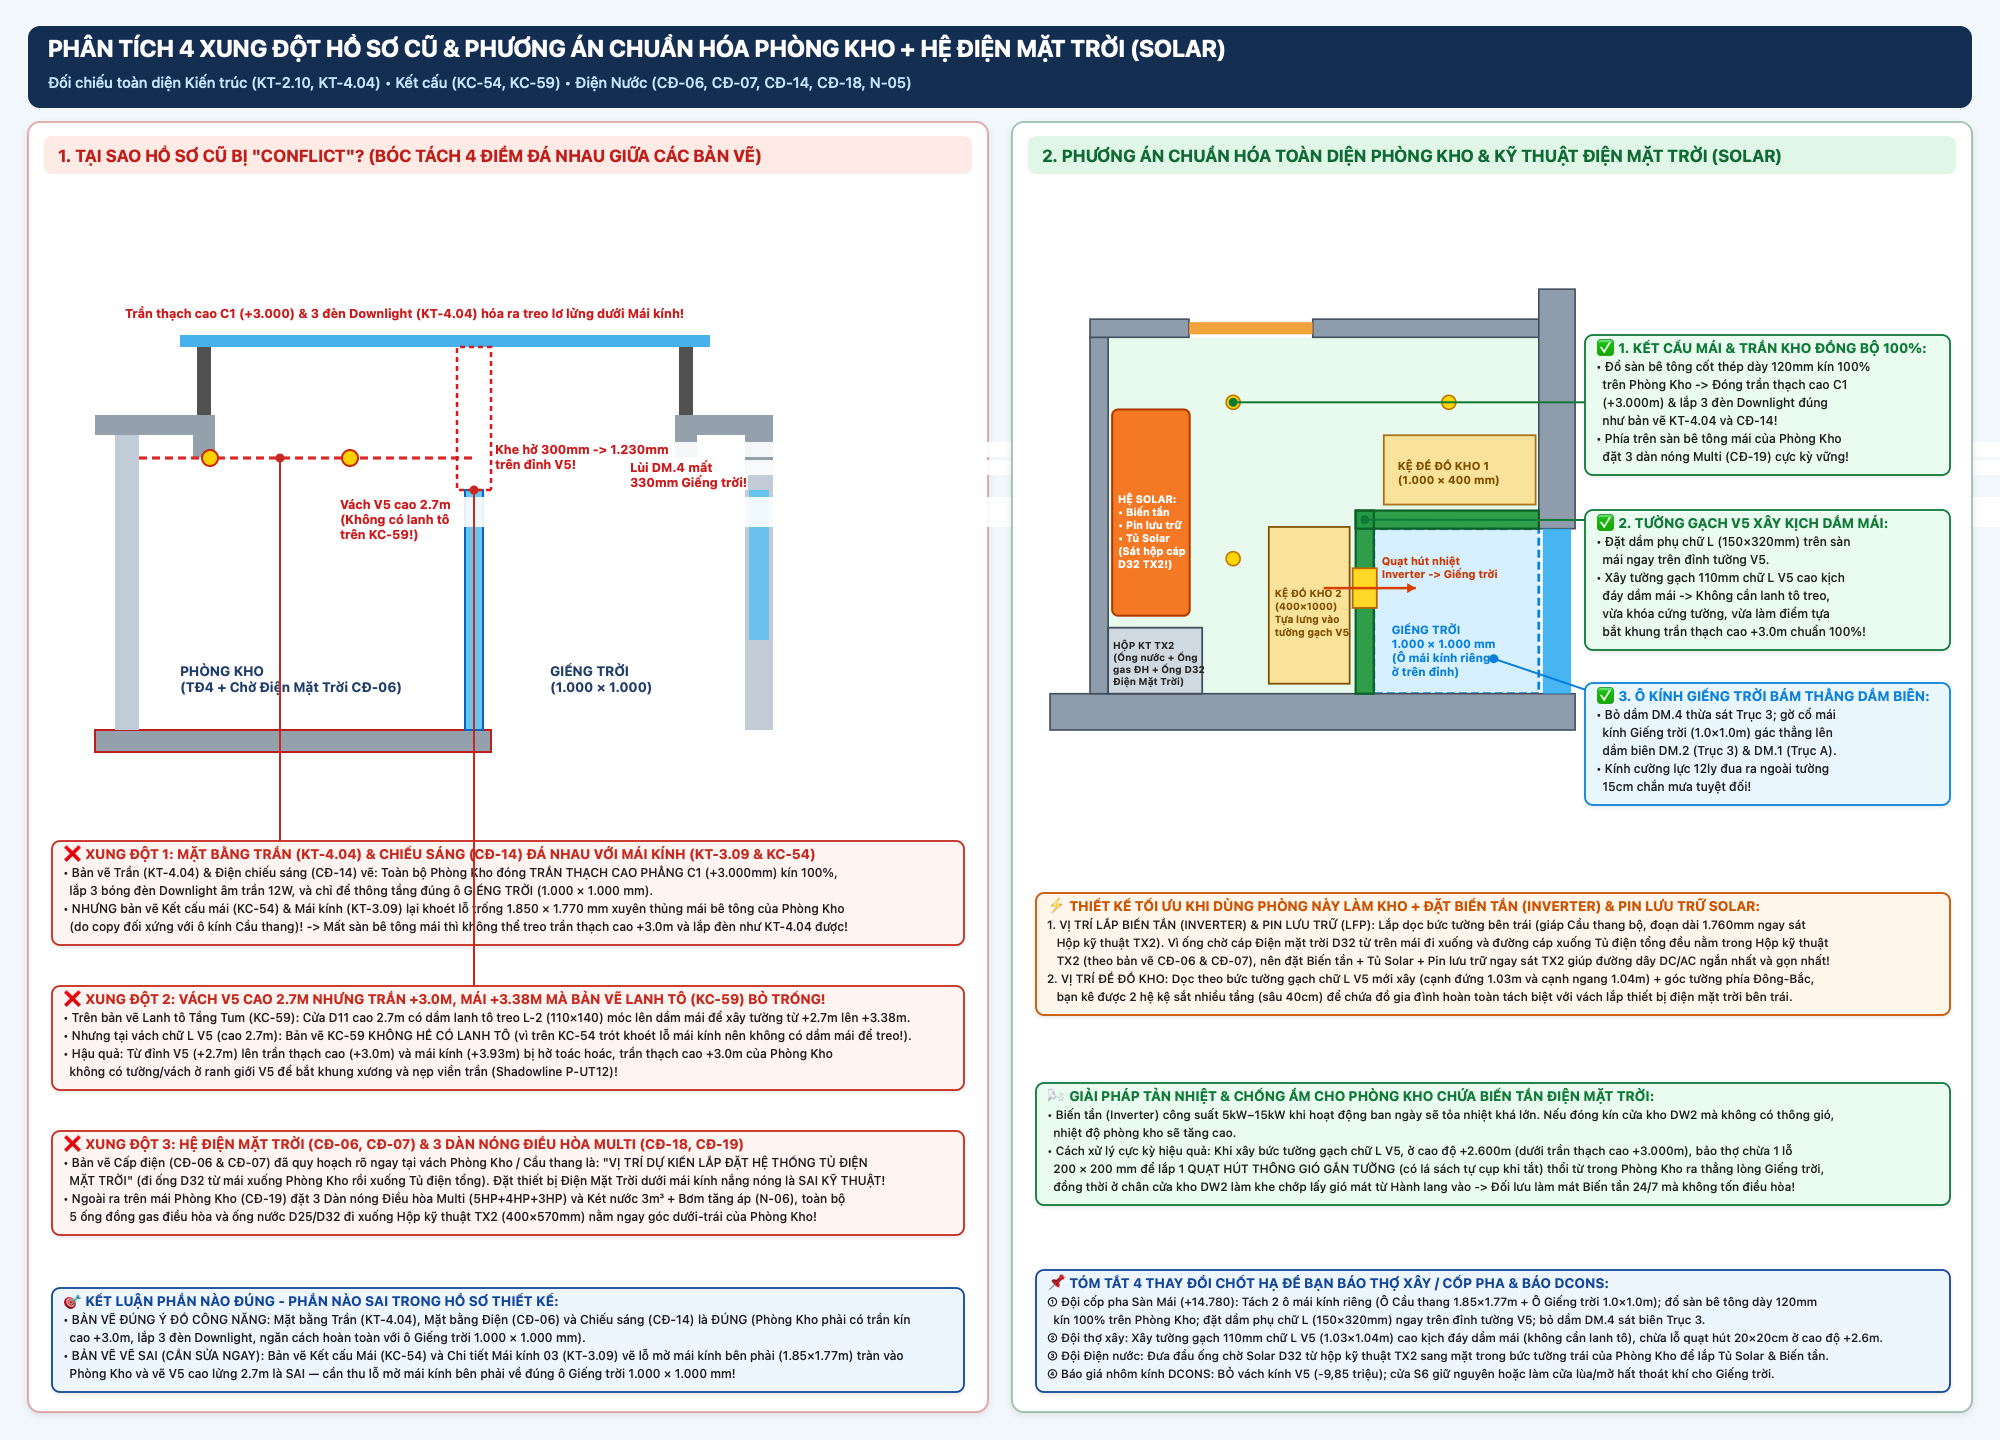 PHÂN TÍCH 4 XUNG ĐỘT HỒ SƠ CŨ & PHƯƠNG ÁN CHUẨN HÓA PHÒNG KHO + HỆ ĐIỆN MẶT TRỜI (SOLAR)
Đối chiếu toàn diện Kiến trúc (KT-2.10, KT-4.04) • Kết cấu (KC-54, KC-59) • Điện Nước (CĐ-06, CĐ-07, CĐ-14, CĐ-18, N-05)
1. TẠI SAO HỒ SƠ CŨ BỊ "CONFLICT"? (BÓC TÁCH 4 ĐIỂM ĐÁ NHAU GIỮA CÁC BẢN VẼ)
Trần thạch cao C1 (+3.000) & 3 đèn Downlight (KT-4.04) hóa ra treo lơ lửng dưới Mái kính!
Khe hở 300mm -> 1.230mm
trên đỉnh V5!
Lùi DM.4 mất
330mm Giếng trời!
Vách V5 cao 2.7m
(Không có lanh tô
trên KC-59!)
PHÒNG KHO
(TĐ4 + Chờ Điện Mặt Trời CĐ-06)
GIẾNG TRỜI
(1.000 × 1.000)
❌ XUNG ĐỘT 1: MẶT BẰNG TRẦN (KT-4.04) & CHIẾU SÁNG (CĐ-14) ĐÁ NHAU VỚI MÁI KÍNH (KT-3.09 & KC-54)
• Bản vẽ Trần (KT-4.04) & Điện chiếu sáng (CĐ-14) vẽ: Toàn bộ Phòng Kho đóng TRẦN THẠCH CAO PHẲNG C1 (+3.000mm) kín 100%,
lắp 3 bóng đèn Downlight âm trần 12W, và chỉ để thông tầng đúng ô GIẾNG TRỜI (1.000 × 1.000 mm).
• NHƯNG bản vẽ Kết cấu mái (KC-54) & Mái kính (KT-3.09) lại khoét lỗ trống 1.850 × 1.770 mm xuyên thủng mái bê tông của Phòng Kho
(do copy đối xứng với ô kính Cầu thang)! -> Mất sàn bê tông mái thì không thể treo trần thạch cao +3.0m và lắp đèn như KT-4.04 được!
❌ XUNG ĐỘT 2: VÁCH V5 CAO 2.7M NHƯNG TRẦN +3.0M, MÁI +3.38M MÀ BẢN VẼ LANH TÔ (KC-59) BỎ TRỐNG!
• Trên bản vẽ Lanh tô Tầng Tum (KC-59): Cửa D11 cao 2.7m có dầm lanh tô treo L-2 (110×140) móc lên dầm mái để xây tường từ +2.7m lên +3.38m.
• Nhưng tại vách chữ L V5 (cao 2.7m): Bản vẽ KC-59 KHÔNG HỀ CÓ LANH TÔ (vì trên KC-54 trót khoét lỗ mái kính nên không có dầm mái để treo!).
• Hậu quả: Từ đỉnh V5 (+2.7m) lên trần thạch cao (+3.0m) và mái kính (+3.93m) bị hở toác hoác, trần thạch cao +3.0m của Phòng Kho
không có tường/vách ở ranh giới V5 để bắt khung xương và nẹp viền trần (Shadowline P-UT12)!
❌ XUNG ĐỘT 3: HỆ ĐIỆN MẶT TRỜI (CĐ-06, CĐ-07) & 3 DÀN NÓNG ĐIỀU HÒA MULTI (CĐ-18, CĐ-19)
• Bản vẽ Cấp điện (CĐ-06 & CĐ-07) đã quy hoạch rõ ngay tại vách Phòng Kho / Cầu thang là: "VỊ TRÍ DỰ KIẾN LẮP ĐẶT HỆ THỐNG TỦ ĐIỆN
MẶT TRỜI" (đi ống D32 từ mái xuống Phòng Kho rồi xuống Tủ điện tổng). Đặt thiết bị Điện Mặt Trời dưới mái kính nắng nóng là SAI KỸ THUẬT!
• Ngoài ra trên mái Phòng Kho (CĐ-19) đặt 3 Dàn nóng Điều hòa Multi (5HP+4HP+3HP) và Két nước 3m³ + Bơm tăng áp (N-06), toàn bộ
5 ống đồng gas điều hòa và ống nước D25/D32 đi xuống Hộp kỹ thuật TX2 (400×570mm) nằm ngay góc dưới-trái của Phòng Kho!
🎯 KẾT LUẬN PHẦN NÀO ĐÚNG - PHẦN NÀO SAI TRONG HỒ SƠ THIẾT KẾ:
• BẢN VẼ ĐÚNG Ý ĐỒ CÔNG NĂNG: Mặt bằng Trần (KT-4.04), Mặt bằng Điện (CĐ-06) và Chiếu sáng (CĐ-14) là ĐÚNG (Phòng Kho phải có trần kín
cao +3.0m, lắp 3 đèn Downlight, ngăn cách hoàn toàn với ô Giếng trời 1.000 × 1.000 mm).
• BẢN VẼ VẼ SAI (CẦN SỬA NGAY): Bản vẽ Kết cấu Mái (KC-54) và Chi tiết Mái kính 03 (KT-3.09) vẽ lỗ mở mái kính bên phải (1.85×1.77m) tràn vào
Phòng Kho và vẽ V5 cao lửng 2.7m là SAI — cần thu lỗ mở mái kính bên phải về đúng ô Giếng trời 1.000 × 1.000 mm!
2. PHƯƠNG ÁN CHUẨN HÓA TOÀN DIỆN PHÒNG KHO & KỸ THUẬT ĐIỆN MẶT TRỜI (SOLAR)
HỆ SOLAR:
• Biến tần
• Pin lưu trữ
• Tủ Solar
(Sát hộp cáp
D32 TX2!)
HỘP KT TX2
(Ống nước + Ống
gas ĐH + Ống D32
Điện Mặt Trời)
KỆ ĐỂ ĐỒ KHO 1
(1.000 × 400 mm)
KỆ ĐỒ KHO 2
(400×1000)
Tựa lưng vào
tường gạch V5
Quạt hút nhiệt
Inverter -> Giếng trời
GIẾNG TRỜI
1.000 × 1.000 mm
(Ô mái kính riêng
ở trên đỉnh)
✅ 1. KẾT CẤU MÁI & TRẦN KHO ĐỒNG BỘ 100%:
• Đổ sàn bê tông cốt thép dày 120mm kín 100%
trên Phòng Kho -> Đóng trần thạch cao C1
(+3.000m) & lắp 3 đèn Downlight đúng
như bản vẽ KT-4.04 và CĐ-14!
• Phía trên sàn bê tông mái của Phòng Kho
đặt 3 dàn nóng Multi (CĐ-19) cực kỳ vững!
✅ 2. TƯỜNG GẠCH V5 XÂY KỊCH DẦM MÁI:
• Đặt dầm phụ chữ L (150×320mm) trên sàn
mái ngay trên đỉnh tường V5.
• Xây tường gạch 110mm chữ L V5 cao kịch
đáy dầm mái -> Không cần lanh tô treo,
vừa khóa cứng tường, vừa làm điểm tựa
bắt khung trần thạch cao +3.0m chuẩn 100%!
✅ 3. Ô KÍNH GIẾNG TRỜI BÁM THẲNG DẦM BIÊN:
• Bỏ dầm DM.4 thừa sát Trục 3; gờ cổ mái
kính Giếng trời (1.0×1.0m) gác thẳng lên
dầm biên DM.2 (Trục 3) & DM.1 (Trục A).
• Kính cường lực 12ly đua ra ngoài tường
15cm chắn mưa tuyệt đối!
⚡ THIẾT KẾ TỐI ƯU KHI DÙNG PHÒNG NÀY LÀM KHO + ĐẶT BIẾN TẦN (INVERTER) & PIN LƯU TRỮ SOLAR:
1. VỊ TRÍ LẮP BIẾN TẦN (INVERTER) & PIN LƯU TRỮ (LFP): Lắp dọc bức tường bên trái (giáp Cầu thang bộ, đoạn dài 1.760mm ngay sát
Hộp kỹ thuật TX2). Vì ống chờ cáp Điện mặt trời D32 từ trên mái đi xuống và đường cáp xuống Tủ điện tổng đều nằm trong Hộp kỹ thuật
TX2 (theo bản vẽ CĐ-06 & CĐ-07), nên đặt Biến tần + Tủ Solar + Pin lưu trữ ngay sát TX2 giúp đường dây DC/AC ngắn nhất và gọn nhất!
2. VỊ TRÍ ĐỂ ĐỒ KHO: Dọc theo bức tường gạch chữ L V5 mới xây (cạnh đứng 1.03m và cạnh ngang 1.04m) + góc tường phía Đông-Bắc,
bạn kê được 2 hệ kệ sắt nhiều tầng (sâu 40cm) để chứa đồ gia đình hoàn toàn tách biệt với vách lắp thiết bị điện mặt trời bên trái.
🌬️ GIẢI PHÁP TẢN NHIỆT & CHỐNG ẨM CHO PHÒNG KHO CHỨA BIẾN TẦN ĐIỆN MẶT TRỜI:
• Biến tần (Inverter) công suất 5kW–15kW khi hoạt động ban ngày sẽ tỏa nhiệt khá lớn. Nếu đóng kín cửa kho DW2 mà không có thông gió,
nhiệt độ phòng kho sẽ tăng cao.
• Cách xử lý cực kỳ hiệu quả: Khi xây bức tường gạch chữ L V5, ở cao độ +2.600m (dưới trần thạch cao +3.000m), bảo thợ chừa 1 lỗ
200 × 200 mm để lắp 1 QUẠT HÚT THÔNG GIÓ GẮN TƯỜNG (có lá sách tự cụp khi tắt) thổi từ trong Phòng Kho ra thẳng lòng Giếng trời,
đồng thời ở chân cửa kho DW2 làm khe chớp lấy gió mát từ Hành lang vào -> Đối lưu làm mát Biến tần 24/7 mà không tốn điều hòa!
📌 TÓM TẮT 4 THAY ĐỔI CHỐT HẠ ĐỂ BẠN BÁO THỢ XÂY / CỐP PHA & BÁO DCONS:
① Đội cốp pha Sàn Mái (+14.780): Tách 2 ô mái kính riêng (Ô Cầu thang 1.85×1.77m + Ô Giếng trời 1.0×1.0m); đổ sàn bê tông dày 120mm
kín 100% trên Phòng Kho; đặt dầm phụ chữ L (150×320mm) ngay trên đỉnh tường V5; bỏ dầm DM.4 sát biên Trục 3.
② Đội thợ xây: Xây tường gạch 110mm chữ L V5 (1.03×1.04m) cao kịch đáy dầm mái (không cần lanh tô), chừa lỗ quạt hút 20×20cm ở cao độ +2.6m.
③ Đội Điện nước: Đưa đầu ống chờ Solar D32 từ hộp kỹ thuật TX2 sang mặt trong bức tường trái của Phòng Kho để lắp Tủ Solar & Biến tần.
④ Báo giá nhôm kính DCONS: BỎ vách kính V5 (-9,85 triệu); cửa S6 giữ nguyên hoặc làm cửa lùa/mở hất thoát khí cho Giếng trời.